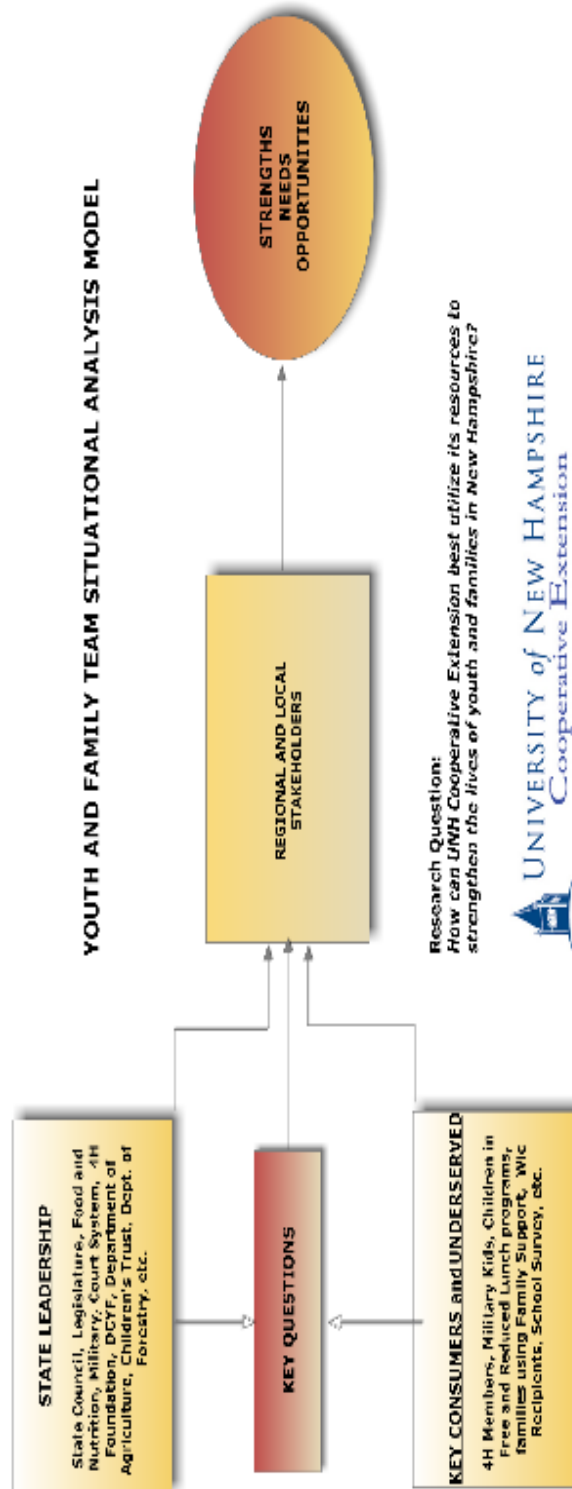 YOUTH AND FAMILY TEAM SITUATIONAL ANALYSIS MODEL
STATE LEADERSHIP
State Council, Legislature, Food and
Nutrition, Military, Court System, 4H
Foundation, DCYF, Department of
Agriculture, Children's Trust, Dept. of
Forestry, etc.
KEY QUESTIONS
KEY CONSUMERS and UNDERSERVED
4H Members, Military Kids, Children in
Free and Reduced Lunch programs,
families using Family Support, Wic
Recipients, School Survey, etc.
REGIONAL AND LOCAL
STAKEHOLDERS
STRENGTHS
NEEDS
OPPORTUNITIES
Research Question:
How can UNH Cooperative Extension best utilize its resources to
strengthen the lives of youth and families in New Hampshire?
UNIVERSITY of NEW HAMPSHIRE
Cooperative Extension